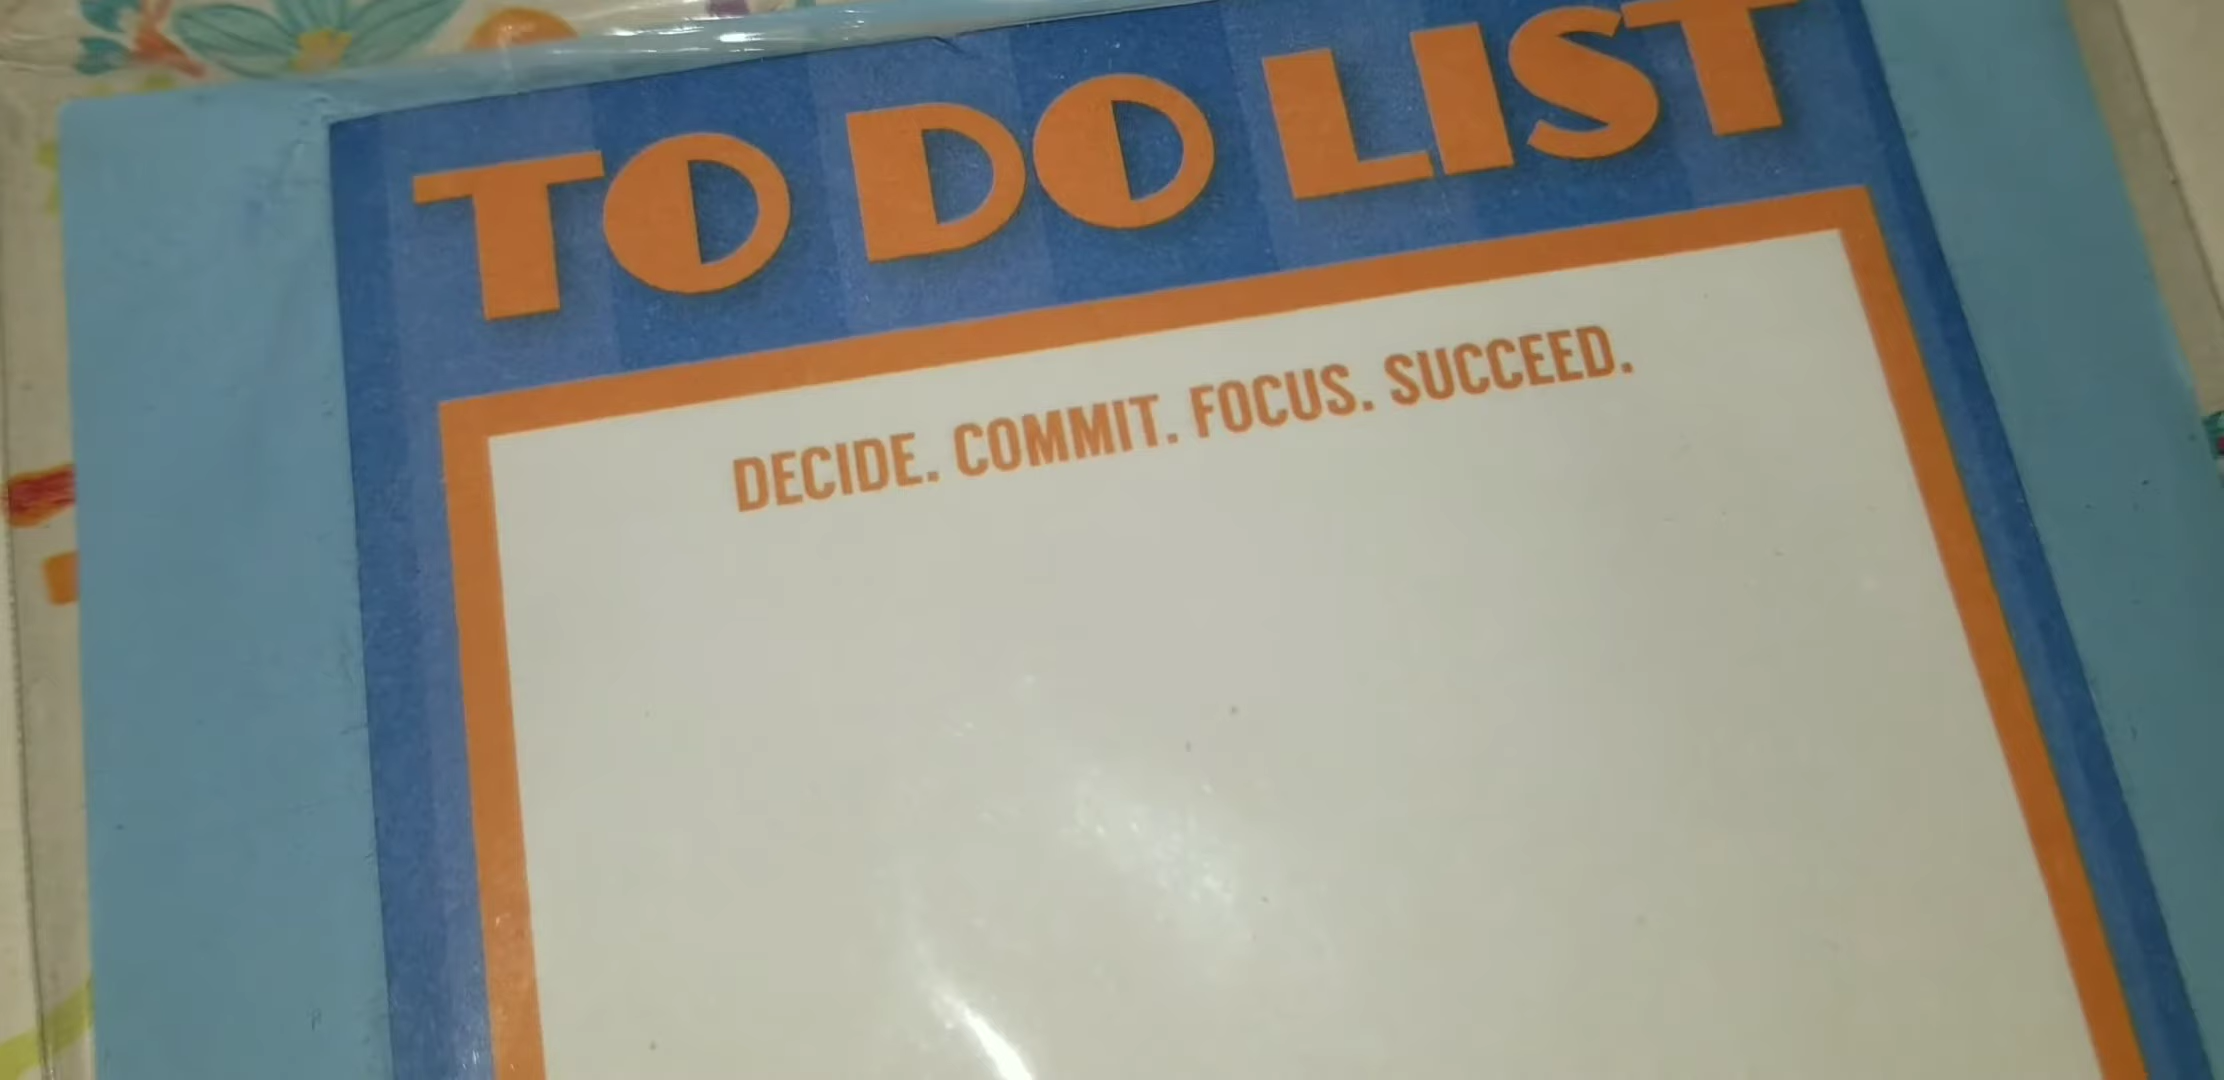 TO DO LIST
DECIDE. COMMIT. FOCUS. SUCCEED.